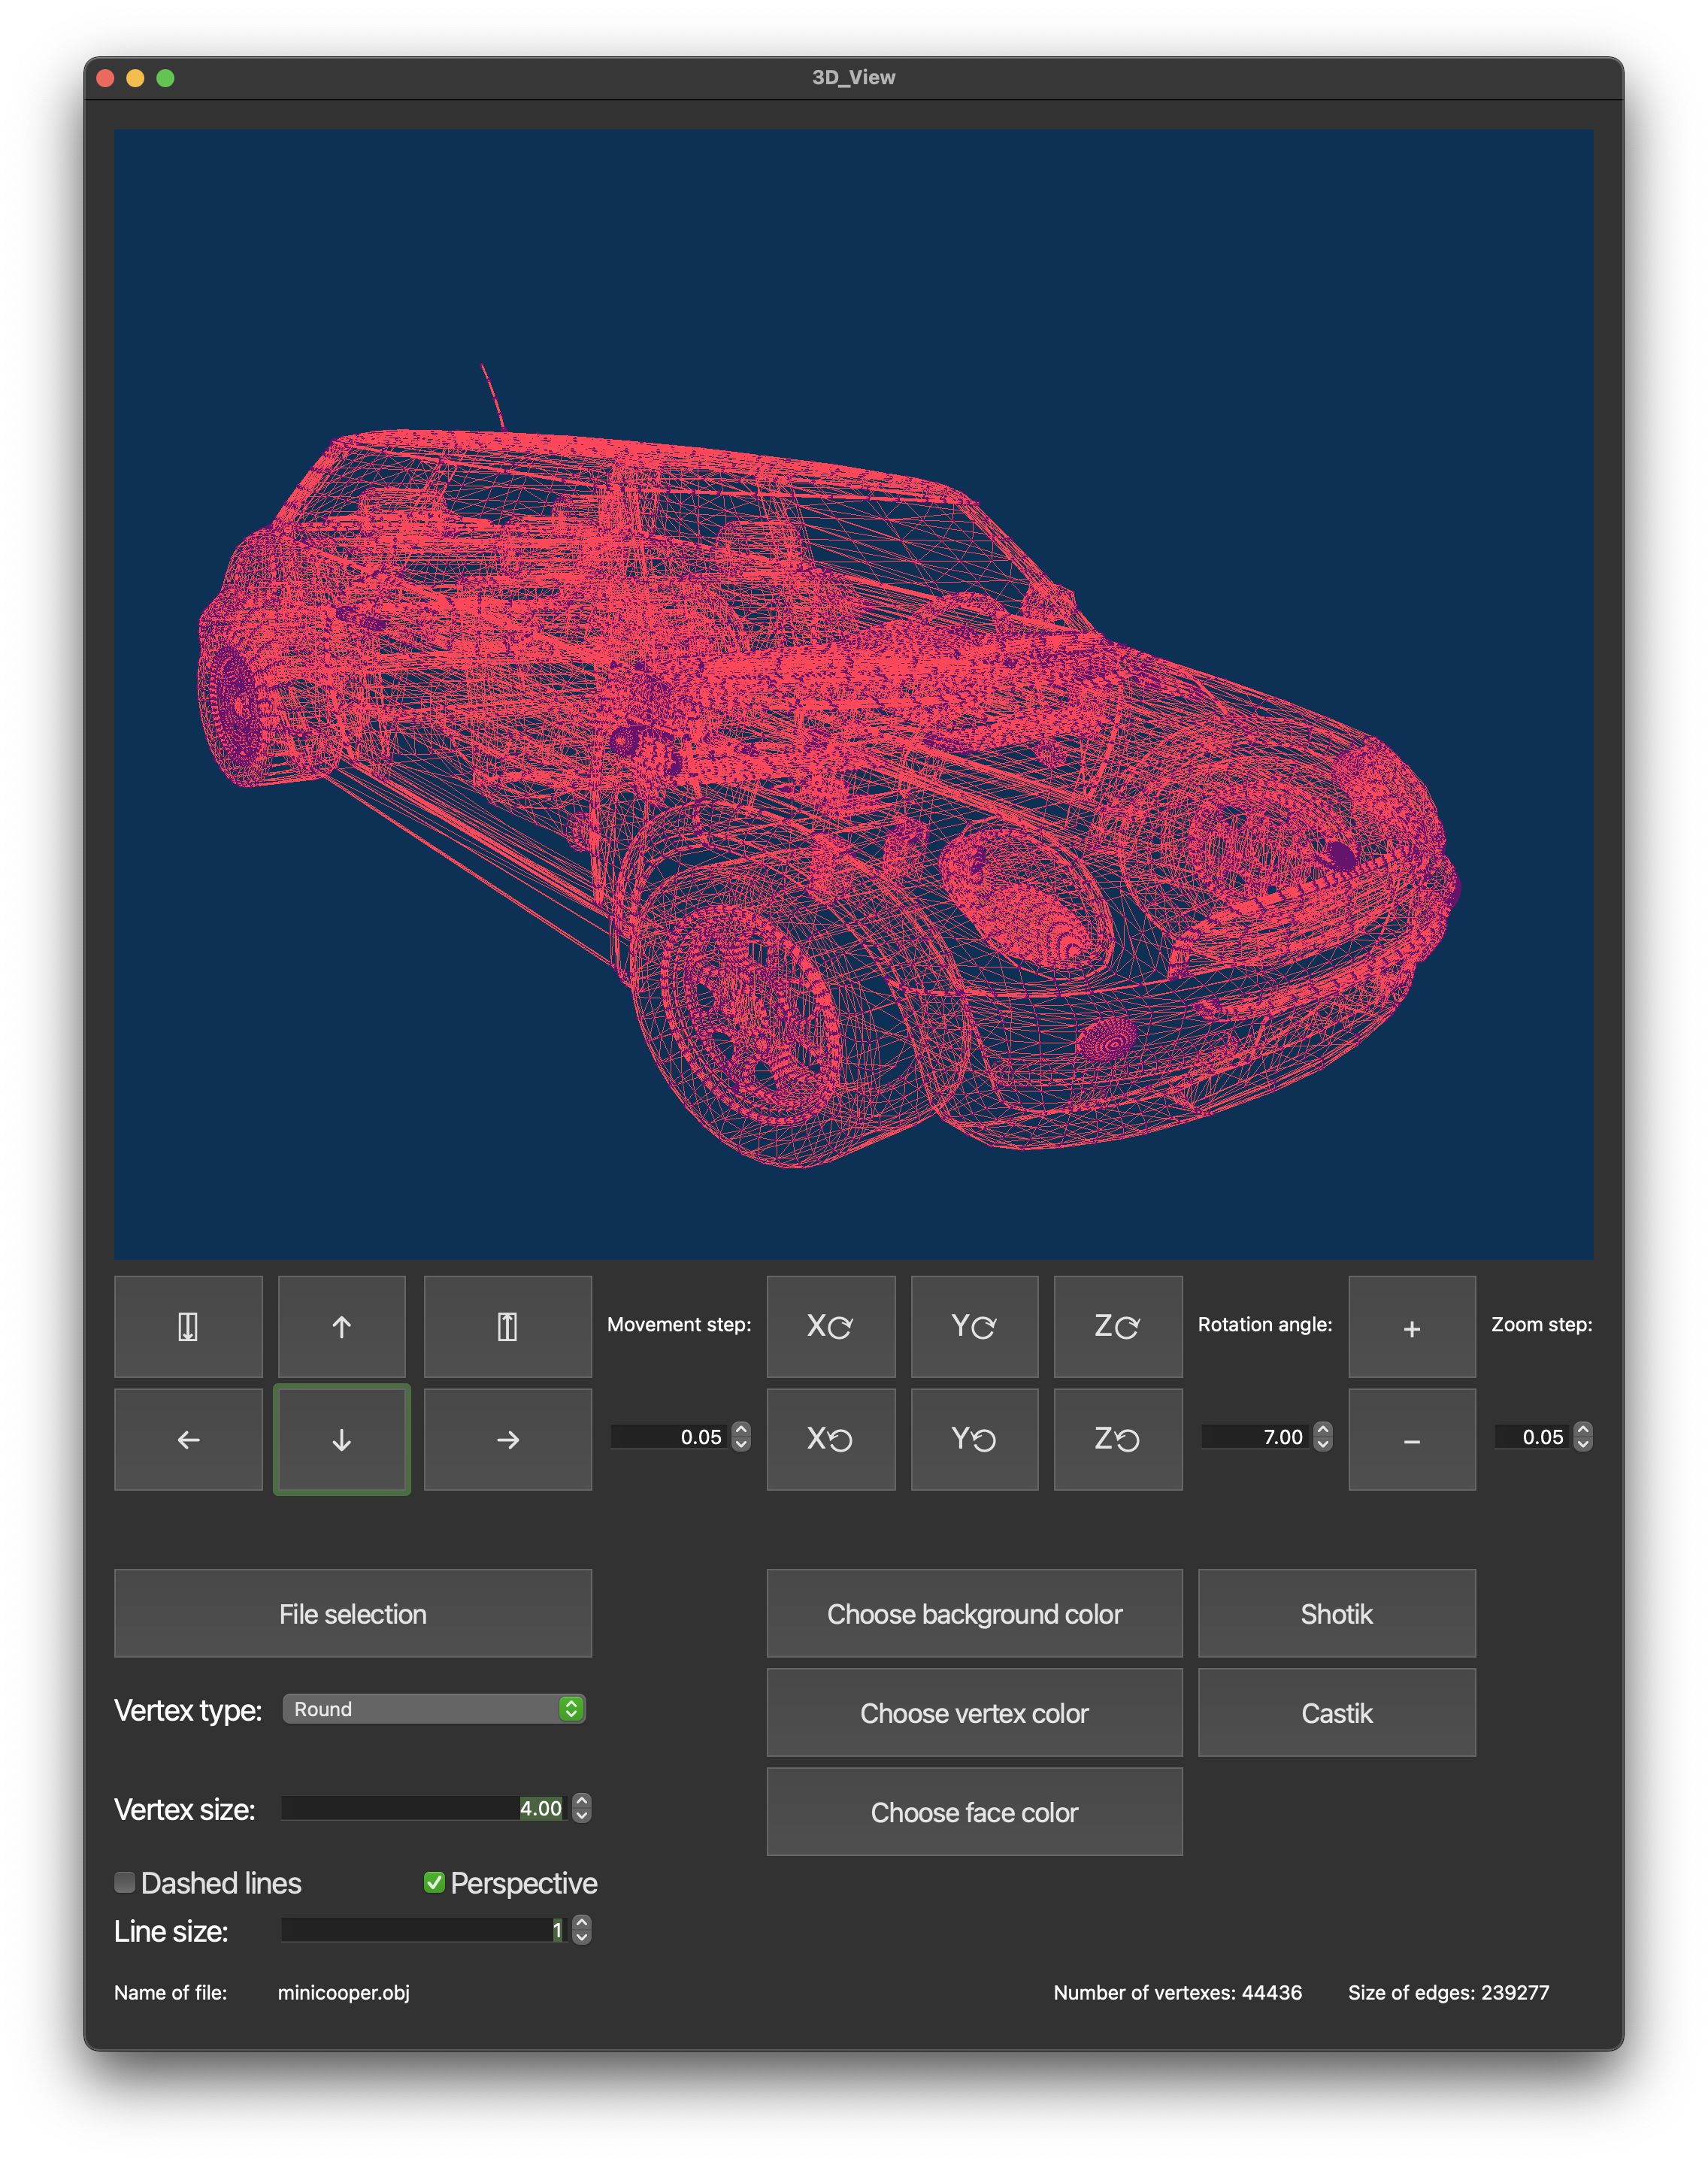 3D_View
↑
Movement step:
X⟳
Y⟳
Z⟳
Rotation angle:
+
Zoom step:
←
↓
→
0.05
X⟲
Y⟲
Z⟲
7.00
–
0.05
File selection
Choose background color
Shotik
Vertex type:
Round
Choose vertex color
Castik
Vertex size:
4.00
Choose face color
Dashed lines
Perspective
Line size:
1
Name of file:
minicooper.obj
Number of vertexes: 44436
Size of edges: 239277